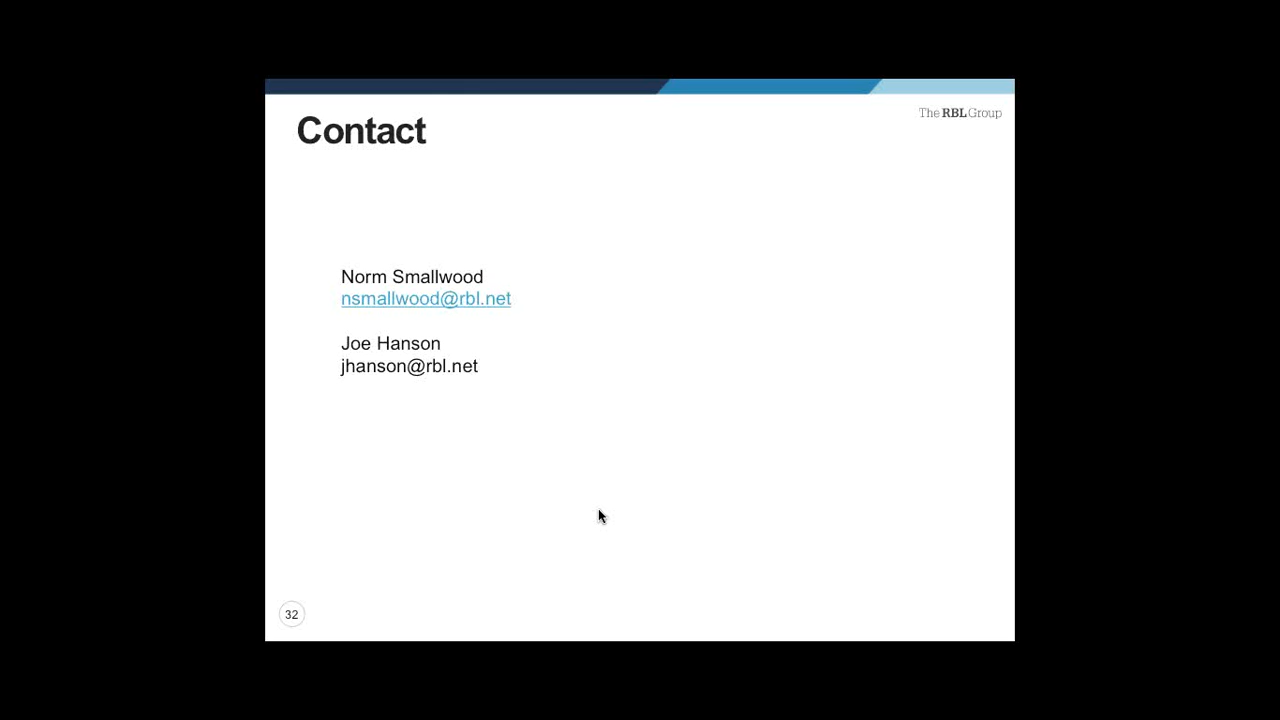 The RBL Group
Contact
Norm Smallwood
nsmallwood@rbl.net
Joe Hanson
jhanson@rbl.net
32